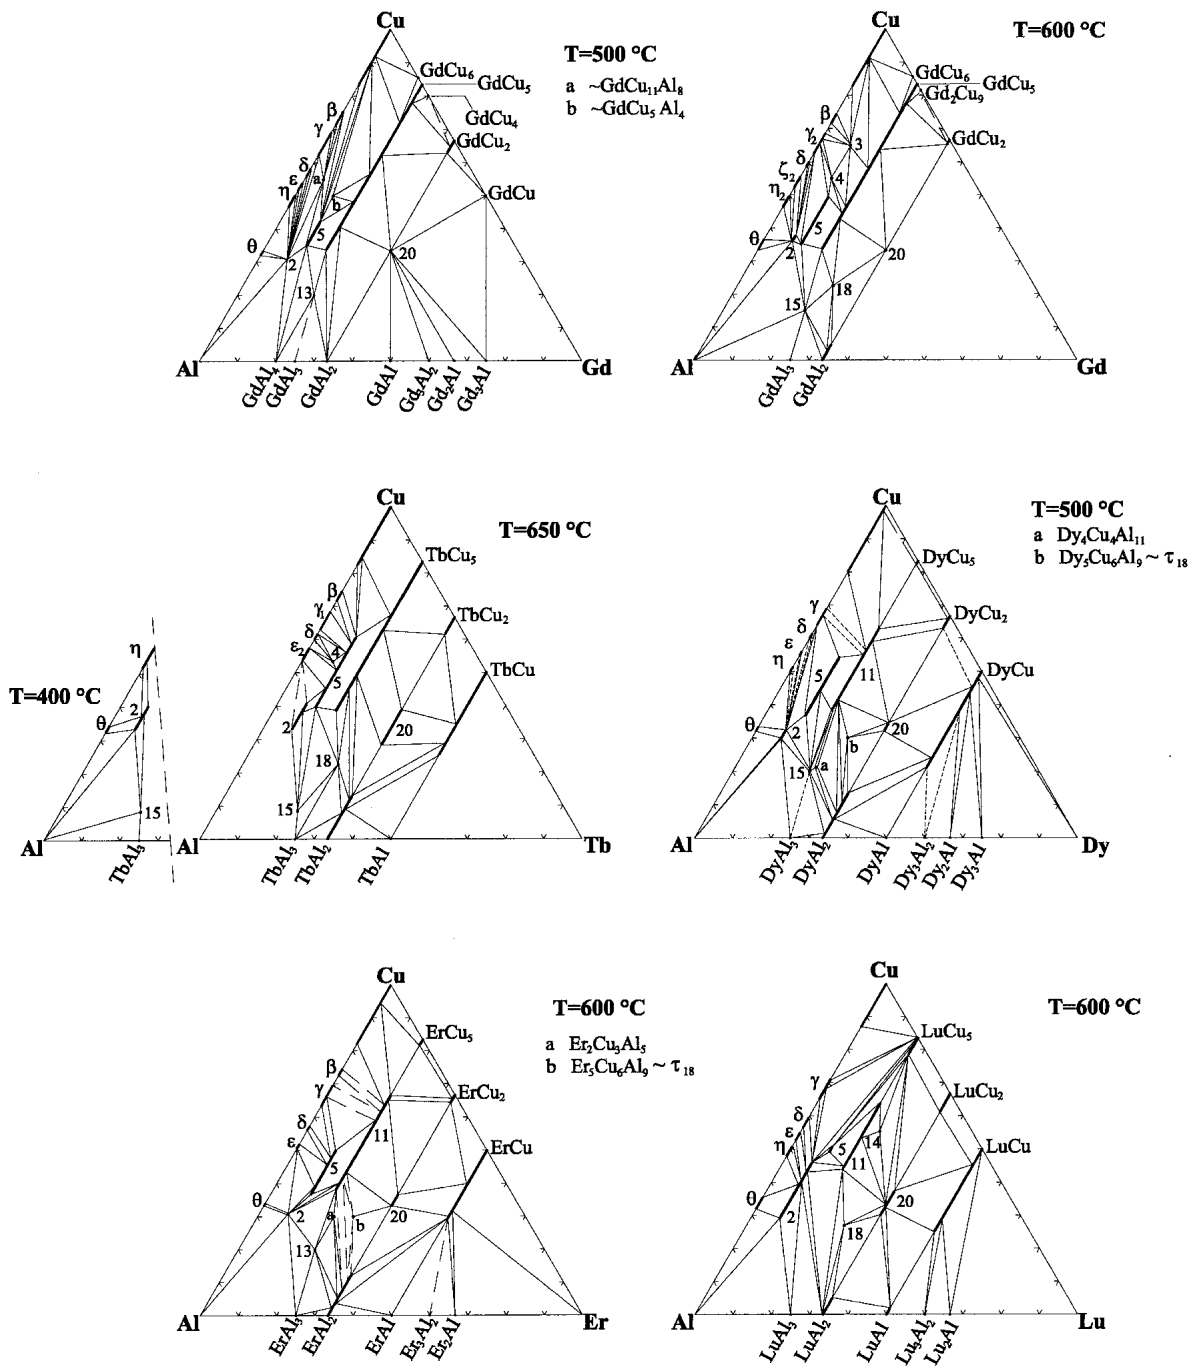 Cu
T=500 °C
a ~GdCu₁₁Al₈
b ~GdCu₅Al₄
GdCu₆
GdCu₅
GdCu₄
GdCu₂
GdCu
β
γ
δ
ε
η
θ
a
b
5
2
13
20
Al
Gd
GdAl₄
GdAl₃
GdAl₂
GdAl
Gd₃Al₂
Gd₂Al
Gd₃Al
Cu
T=600 °C
GdCu₆
GdCu₅
Gd₂Cu₉
GdCu₂
β
γ₂
δ
ζ₂
η₂
θ
3
4
5
2
20
18
15
Al
Gd
GdAl₃
GdAl₂
T=400 °C
η
θ
2
15
Al
TbAl₃
Cu
T=650 °C
TbCu₅
TbCu₂
TbCu
β
γ₁
δ
ε₂
4
5
2
20
18
15
Al
Tb
TbAl₃
TbAl₂
TbAl
Cu
T=500 °C
a Dy₄Cu₄Al₁₁
b Dy₅Cu₆Al₉ ~ τ₁₈
DyCu₅
DyCu₂
DyCu
γ
δ
ε
η
θ
5
11
2
20
b
15
a
Al
Dy
DyAl₃
DyAl₂
DyAl
Dy₃Al₂
Dy₂Al
Dy₃Al
Cu
T=600 °C
a Er₂Cu₃Al₅
b Er₅Cu₆Al₉ ~ τ₁₈
ErCu₅
ErCu₂
ErCu
β
γ
δ
ε
θ
11
5
2
a
b
20
13
Al
Er
ErAl₃
ErAl₂
ErAl
Er₃Al₂
Er₂Al
Cu
T=600 °C
LuCu₅
LuCu₂
LuCu
γ
δ
ε
η
θ
5
14
11
2
20
18
Al
Lu
LuAl₃
LuAl₂
LuAl
Lu₃Al₂
Lu₂Al